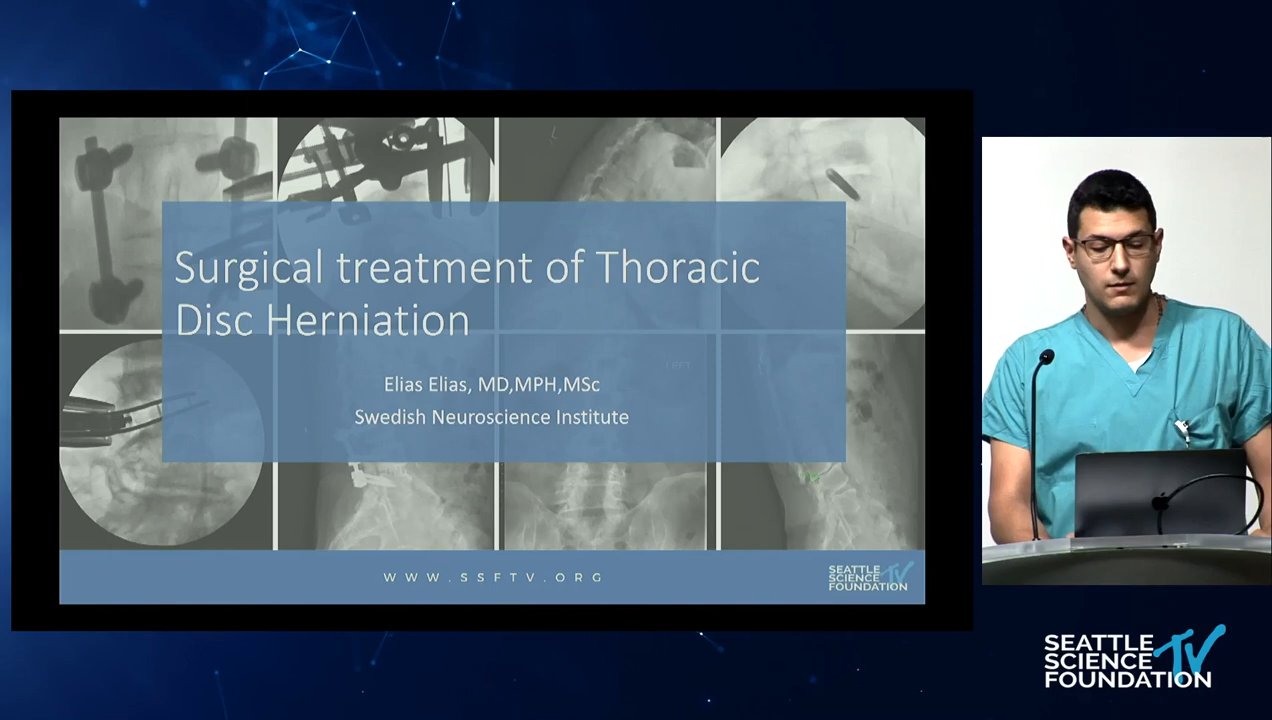 Surgical treatment of Thoracic
Disc Herniation
Elias Elias, MD,MPH,MSc
Swedish Neuroscience Institute
WWW.SSFTV.ORG
SEATTLE
SCIENCE TV
FOUNDATION
SEATTLE
SCIENCE TV
FOUNDATION